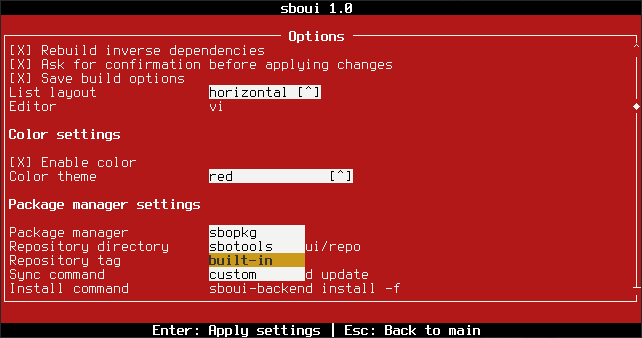 sboui 1.0
Options
[X] Rebuild inverse dependencies
[X] Ask for confirmation before applying changes
[X] Save build options
List layout horizontal [^]
Editor vi
Color settings
[X] Enable color
Color theme red [^]
Package manager settings
Package manager sbopkg
Repository directory sbotools ui/repo
Repository tag built-in
Sync command custom d update
Install command sboui-backend install -f
Enter: Apply settings | Esc: Back to main